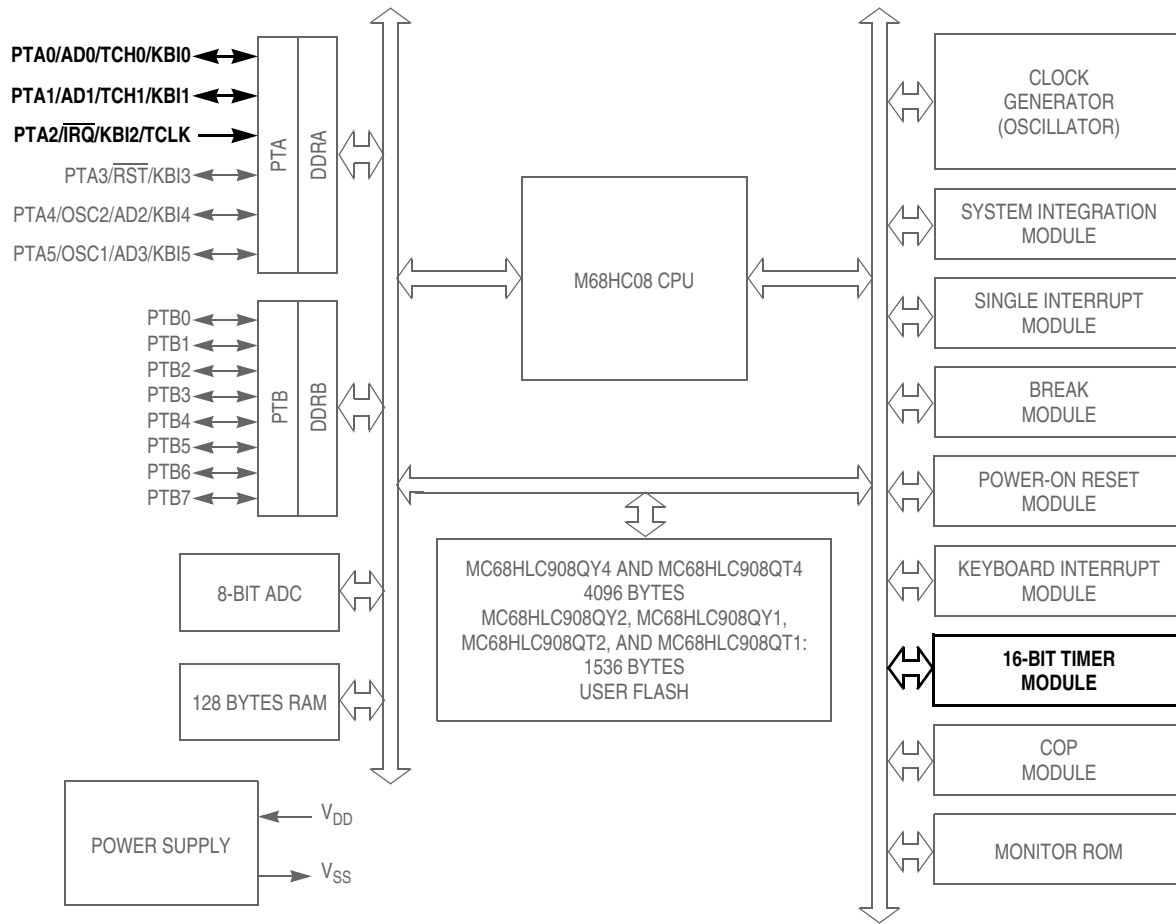 PTA0/AD0/TCH0/KBI0
PTA1/AD1/TCH1/KBI1
PTA2/I̅R̅Q̅/KBI2/TCLK
PTA3/R̅S̅T̅/KBI3
PTA4/OSC2/AD2/KBI4
PTA5/OSC1/AD3/KBI5
PTA
DDRA
PTB0
PTB1
PTB2
PTB3
PTB4
PTB5
PTB6
PTB7
PTB
DDRB
8-BIT ADC
128 BYTES RAM
POWER SUPPLY
VDD
VSS
M68HC08 CPU
MC68HLC908QY4 AND MC68HLC908QT4
4096 BYTES
MC68HLC908QY2, MC68HLC908QY1,
MC68HLC908QT2, AND MC68HLC908QT1:
1536 BYTES
USER FLASH
CLOCK
GENERATOR
(OSCILLATOR)
SYSTEM INTEGRATION
MODULE
SINGLE INTERRUPT
MODULE
BREAK
MODULE
POWER-ON RESET
MODULE
KEYBOARD INTERRUPT
MODULE
16-BIT TIMER
MODULE
COP
MODULE
MONITOR ROM